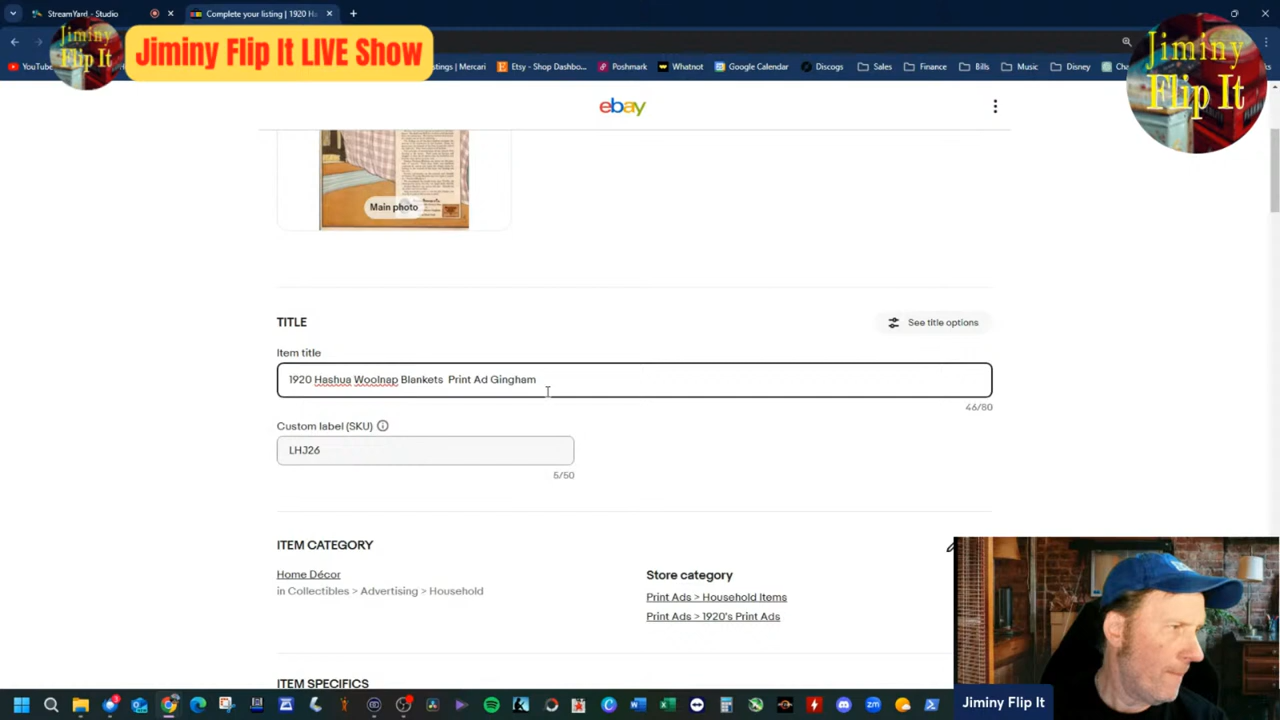 StreamYard - Studio
Complete your listing | 1920 Ha
Jiminy Flip It
Jiminy Flip It LIVE Show
YouTube
stings | Mercari
Etsy - Shop Dashbo...
Poshmark
Whatnot
Google Calendar
Discogs
Sales
Finance
Bills
Music
Disney
Jiminy
Flip It
ebay
Main photo
TITLE
See title options
Item title
1920 Hashua Woolnap Blankets  Print Ad Gingham
46/80
Custom label (SKU)
LHJ26
5/50
ITEM CATEGORY
Home Décor
in Collectibles > Advertising > Household
Store category
Print Ads > Household Items
Print Ads > 1920's Print Ads
ITEM SPECIFICS
Jiminy Flip It